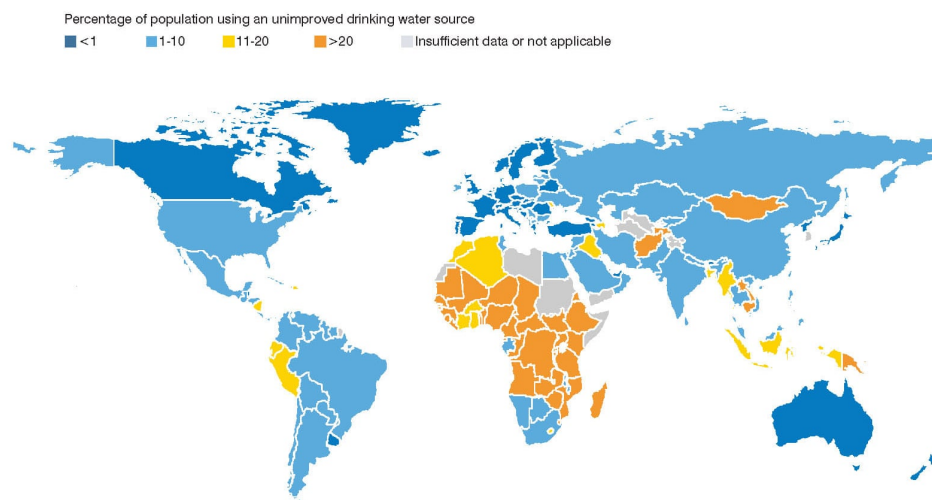 Percentage of population using an unimproved drinking water source
<1 1-10 11-20 >20 Insufficient data or not applicable